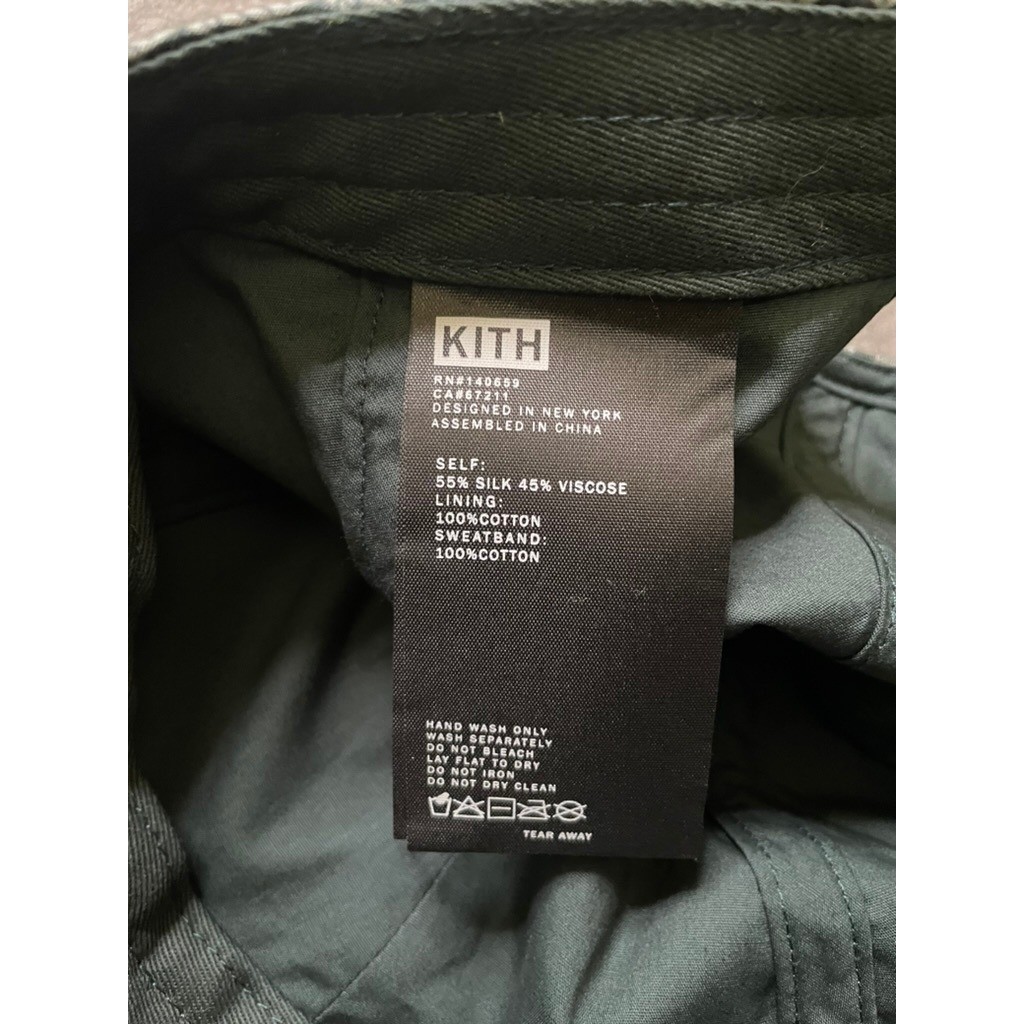 KITH
RN#140659
CA#67211
DESIGNED IN NEW YORK
ASSEMBLED IN CHINA
SELF:
55% SILK 45% VISCOSE
LINING:
100%COTTON
SWEATBAND:
100%COTTON
HAND WASH ONLY
WASH SEPARATELY
DO NOT BLEACH
LAY FLAT TO DRY
DO NOT IRON
DO NOT DRY CLEAN
TEAR AWAY